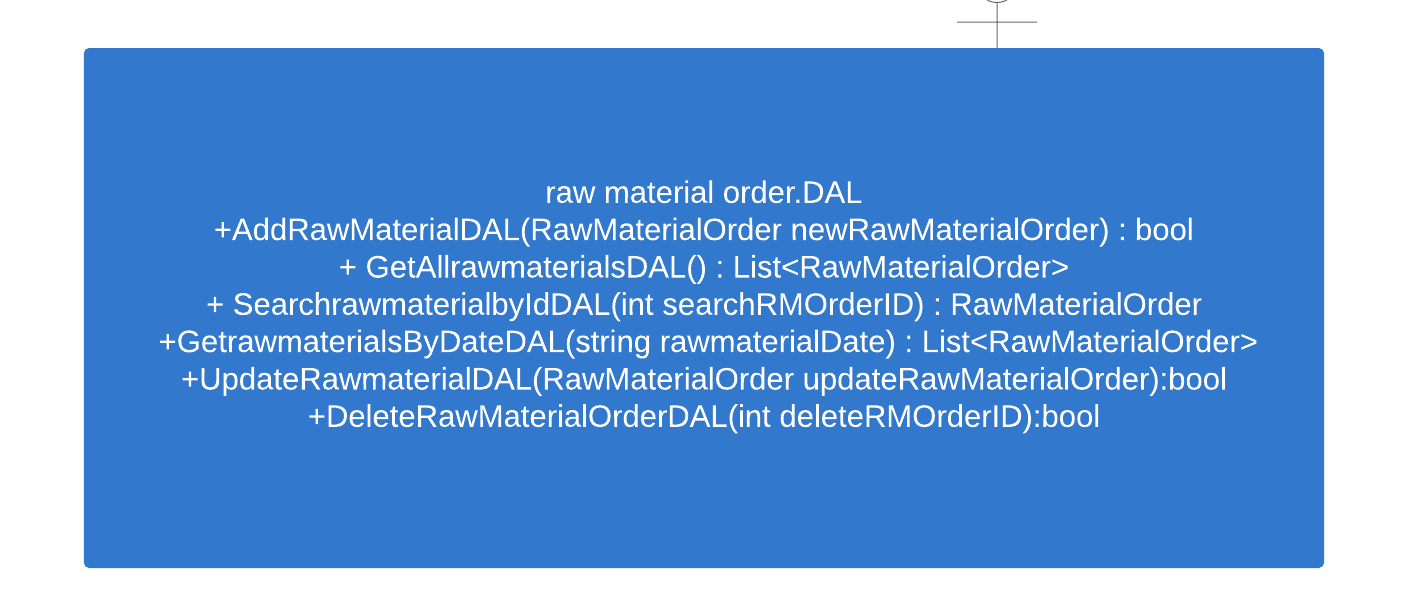 raw material order.DAL
+AddRawMaterialDAL(RawMaterialOrder newRawMaterialOrder) : bool
+ GetAllrawmaterialsDAL() : List<RawMaterialOrder>
+ SearchrawmaterialbyIdDAL(int searchRMOrderID) : RawMaterialOrder
+GetrawmaterialsByDateDAL(string rawmaterialDate) : List<RawMaterialOrder>
+UpdateRawmaterialDAL(RawMaterialOrder updateRawMaterialOrder):bool
+DeleteRawMaterialOrderDAL(int deleteRMOrderID):bool